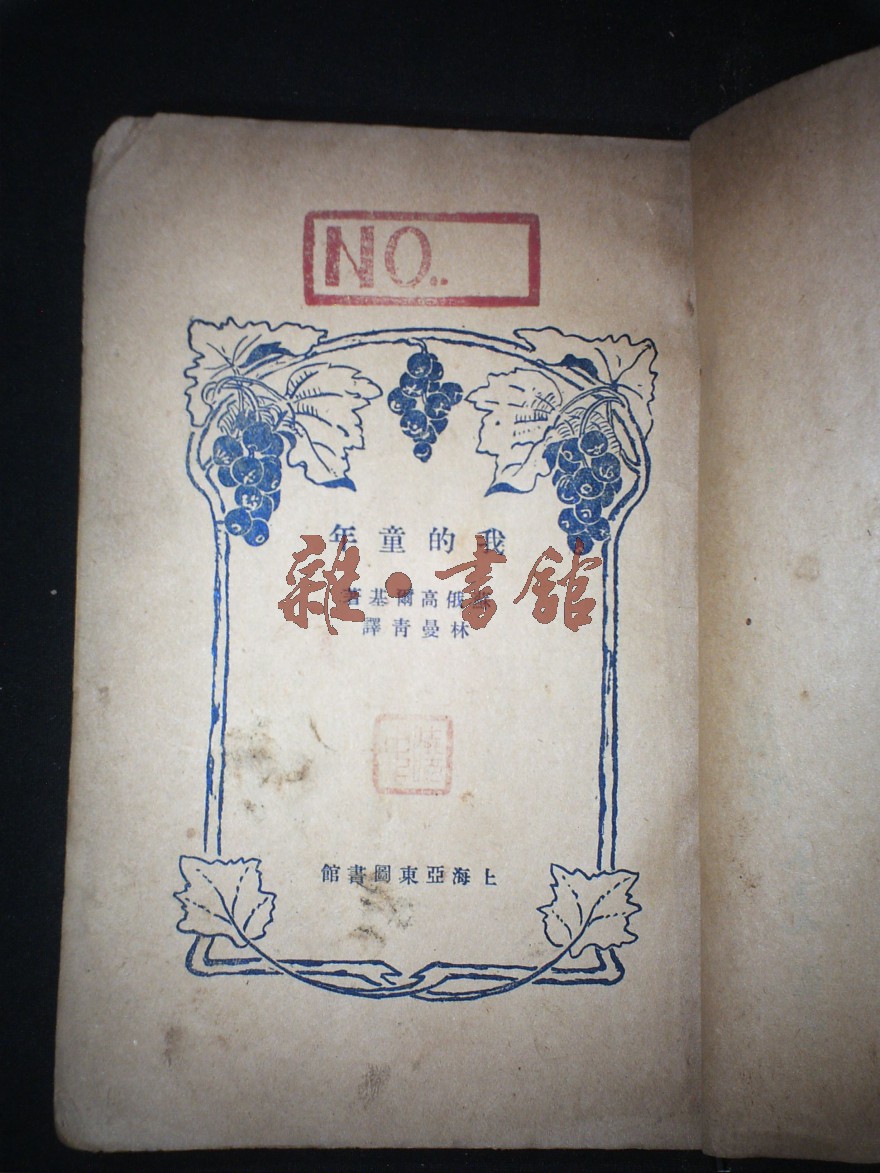 NO..
我的童年
雜·書館
蘇俄高爾基著
林曼青譯
上海亞東圖書館